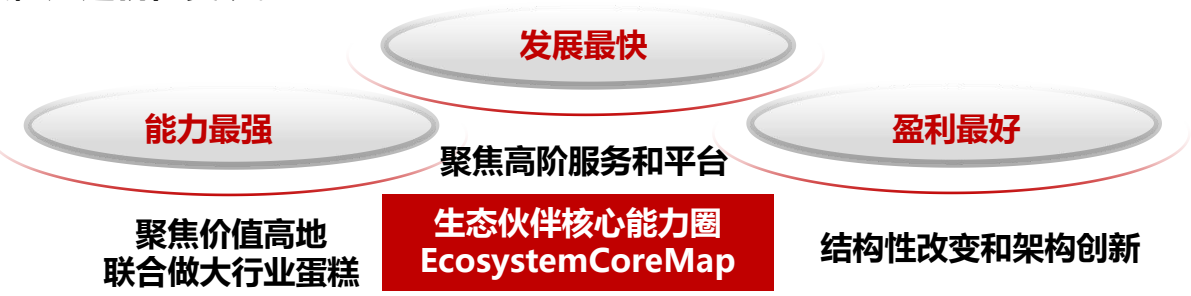 发展最快
能力最强
盈利最好
聚焦高阶服务和平台
聚焦价值高地
联合做大行业蛋糕
生态伙伴核心能力圈
EcosystemCoreMap
结构性改变和架构创新